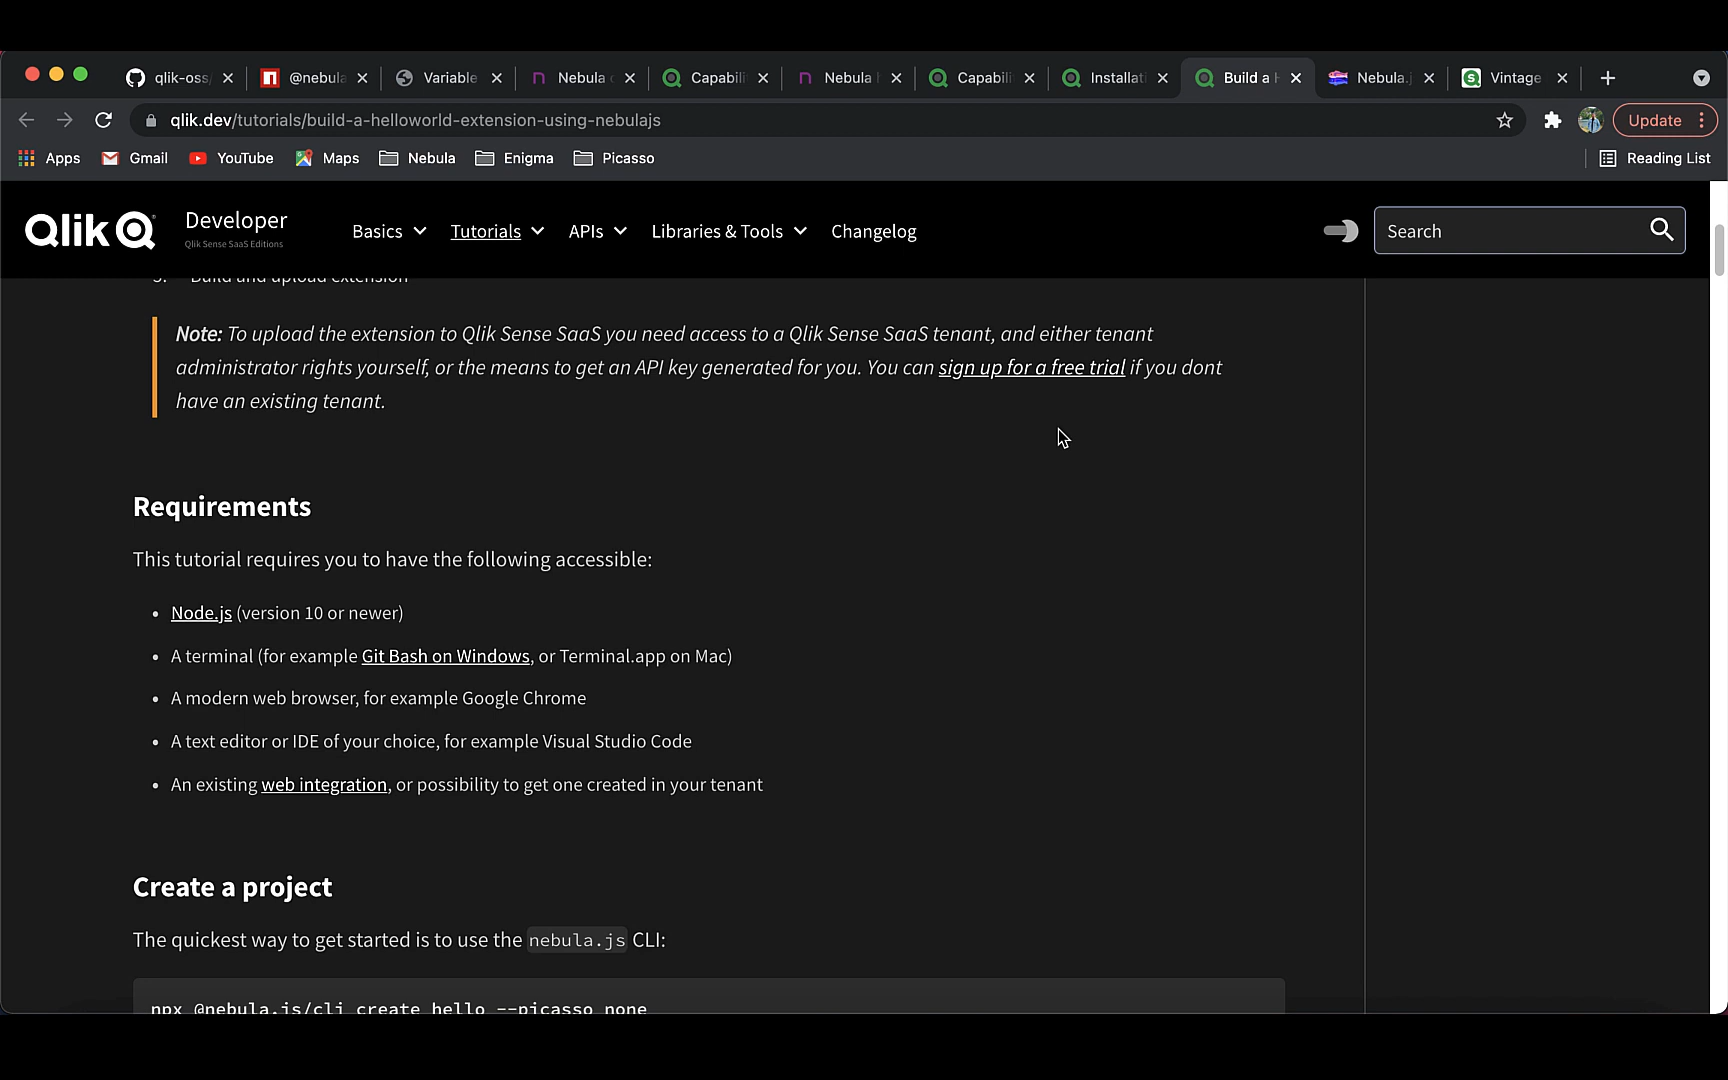 qlik-oss/
@nebula
Variable
Nebula c
Capabili
Nebula h
Capabili
Installati
Build a H
Nebula.j
Vintage
qlik.dev/tutorials/build-a-helloworld-extension-using-nebulajs
Update
Apps
Gmail
YouTube
Maps
Nebula
Enigma
Picasso
Reading List
Qlik
Developer
Qlik Sense SaaS Editions
Basics
Tutorials
APIs
Libraries & Tools
Changelog
Search
5. Build and upload extension
Note: To upload the extension to Qlik Sense SaaS you need access to a Qlik Sense SaaS tenant, and either tenant
administrator rights yourself, or the means to get an API key generated for you. You can sign up for a free trial if you dont
have an existing tenant.
Requirements
This tutorial requires you to have the following accessible:
• Node.js (version 10 or newer)
• A terminal (for example Git Bash on Windows, or Terminal.app on Mac)
• A modern web browser, for example Google Chrome
• A text editor or IDE of your choice, for example Visual Studio Code
• An existing web integration, or possibility to get one created in your tenant
Create a project
The quickest way to get started is to use the nebula.js CLI:
npx @nebula.js/cli create hello --picasso none